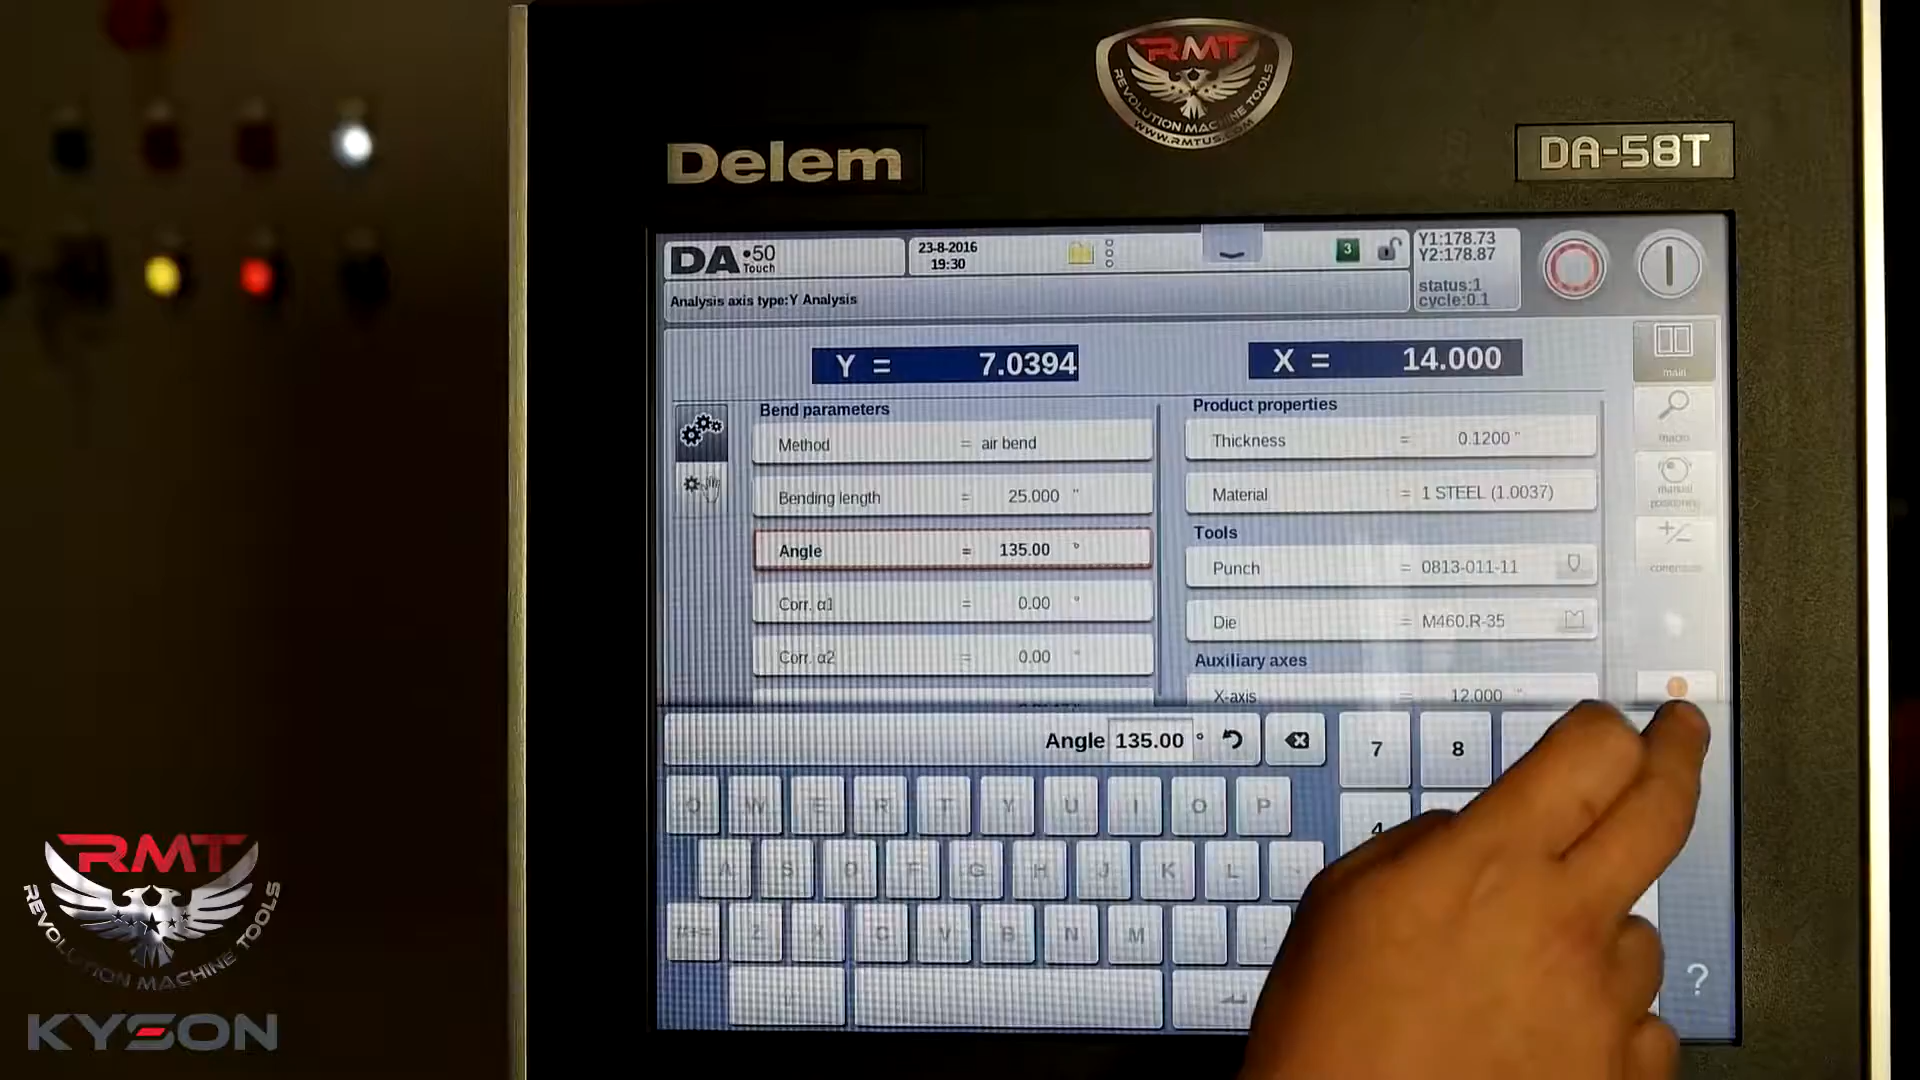 RMT
REVOLUTION MACHINE TOOLS
WWW.RMTUS.COM
Delem
DA-58T
DA•50
Touch
23-8-2016
19:30
3
Y1:178.73
Y2:178.87
status:1
cycle:0.1
Analysis axis type:Y Analysis
Y = 7.0394
X = 14.000
main
Bend parameters
Method = air bend
Bending length = 25.000 "
Angle = 135.00 °
Corr. α1 = 0.00 °
Corr. α2 = 0.00 °
Product properties
Thickness = 0.1200 "
Material = 1 STEEL (1.0037)
Tools
Punch = 0813-011-11
Die = M460.R-35
Auxiliary axes
X-axis = 12.000 "
macro
manual
positioning
+/-
correction
Angle 135.00 °
7 8
4
Q W E R T Y U I O P
A S D F G H J K L
Z X C V B N M
?
RMT
REVOLUTION MACHINE TOOLS
KYSON